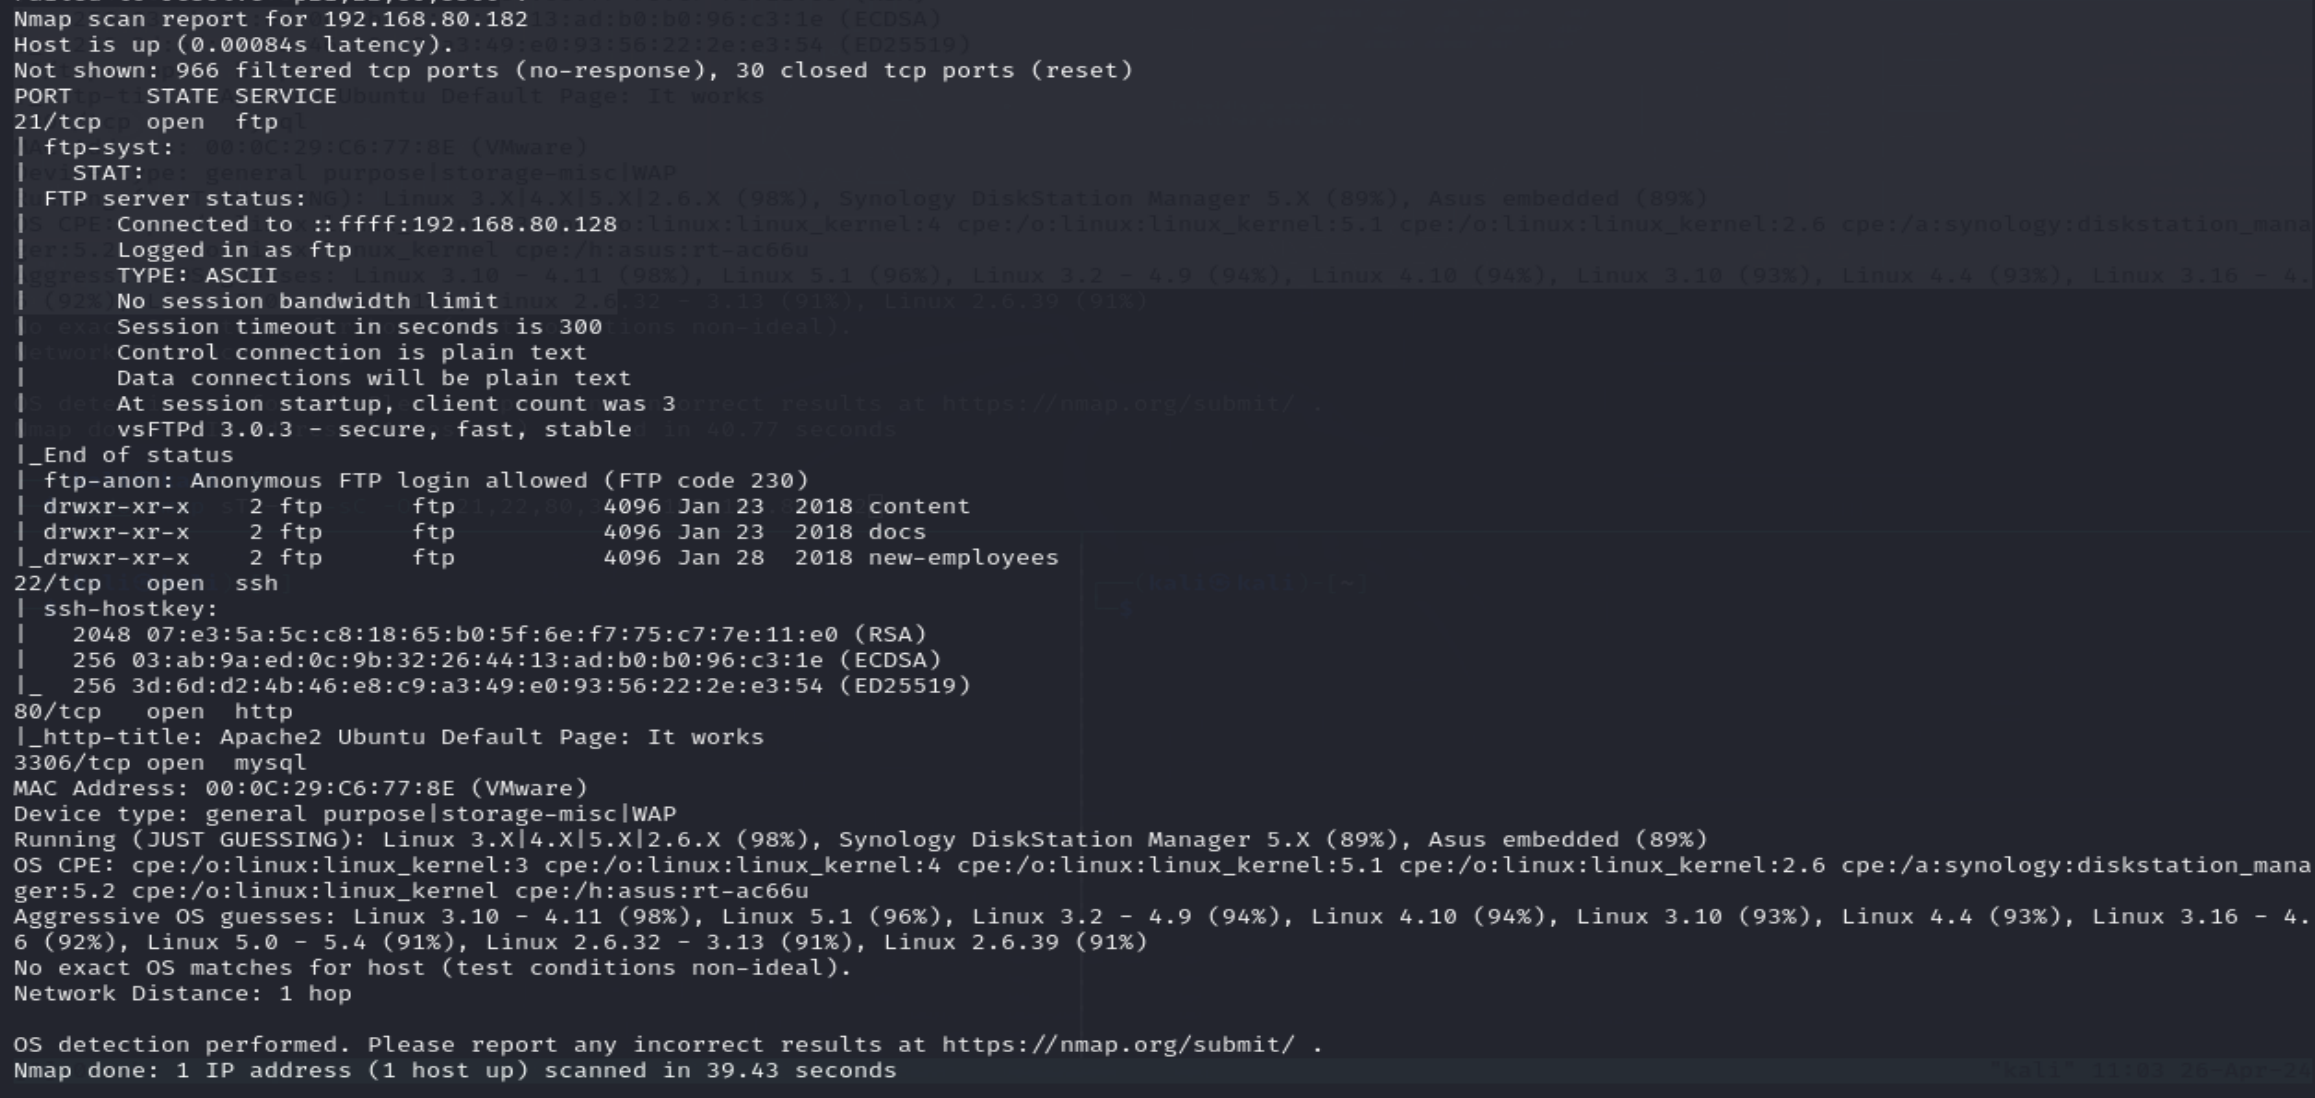 Nmap scan report for 192.168.80.182
Host is up (0.00084s latency).
Not shown: 966 filtered tcp ports (no-response), 30 closed tcp ports (reset)
PORT     STATE SERVICE
21/tcp   open  ftp
| ftp-syst:
|   STAT:
| FTP server status:
|      Connected to ::ffff:192.168.80.128
|      Logged in as ftp
|      TYPE: ASCII
|      No session bandwidth limit
|      Session timeout in seconds is 300
|      Control connection is plain text
|      Data connections will be plain text
|      At session startup, client count was 3
|      vsFTPd 3.0.3 - secure, fast, stable
|_End of status
| ftp-anon: Anonymous FTP login allowed (FTP code 230)
| drwxr-xr-x    2 ftp      ftp          4096 Jan 23  2018 content
| drwxr-xr-x    2 ftp      ftp          4096 Jan 23  2018 docs
|_drwxr-xr-x    2 ftp      ftp          4096 Jan 28  2018 new-employees
22/tcp   open  ssh
| ssh-hostkey:
|   2048 07:e3:5a:5c:c8:18:65:b0:5f:6e:f7:75:c7:7e:11:e0 (RSA)
|   256 03:ab:9a:ed:0c:9b:32:26:44:13:ad:b0:b0:96:c3:1e (ECDSA)
|_  256 3d:6d:d2:4b:46:e8:c9:a3:49:e0:93:56:22:2e:e3:54 (ED25519)
80/tcp   open  http
|_http-title: Apache2 Ubuntu Default Page: It works
3306/tcp open  mysql
MAC Address: 00:0C:29:C6:77:8E (VMware)
Device type: general purpose|storage-misc|WAP
Running (JUST GUESSING): Linux 3.X|4.X|5.X|2.6.X (98%), Synology DiskStation Manager 5.X (89%), Asus embedded (89%)
OS CPE: cpe:/o:linux:linux_kernel:3 cpe:/o:linux:linux_kernel:4 cpe:/o:linux:linux_kernel:5.1 cpe:/o:linux:linux_kernel:2.6 cpe:/a:synology:diskstation_mana
ger:5.2 cpe:/o:linux:linux_kernel cpe:/h:asus:rt-ac66u
Aggressive OS guesses: Linux 3.10 - 4.11 (98%), Linux 5.1 (96%), Linux 3.2 - 4.9 (94%), Linux 4.10 (94%), Linux 3.10 (93%), Linux 4.4 (93%), Linux 3.16 - 4.
6 (92%), Linux 5.0 - 5.4 (91%), Linux 2.6.32 - 3.13 (91%), Linux 2.6.39 (91%)
No exact OS matches for host (test conditions non-ideal).
Network Distance: 1 hop
OS detection performed. Please report any incorrect results at https://nmap.org/submit/ .
Nmap done: 1 IP address (1 host up) scanned in 39.43 seconds